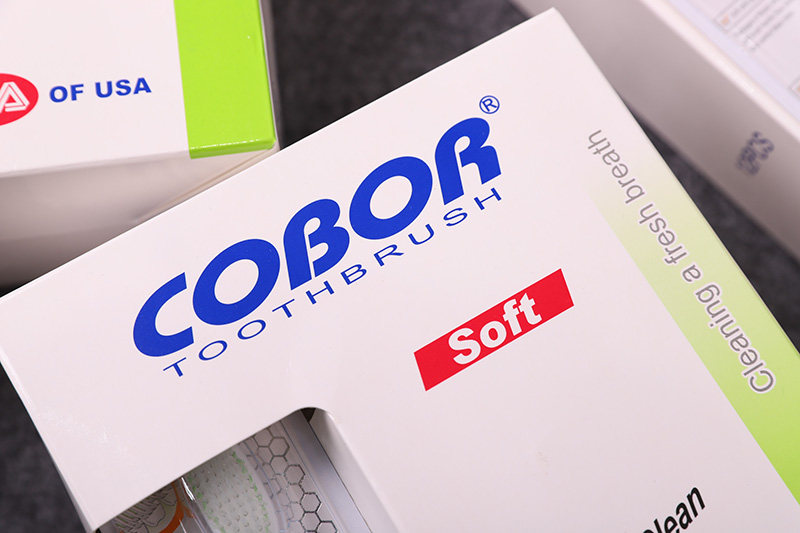 OF USA
COBOR®
TOOTHBRUSH
Soft
Cleaning a fresh breath